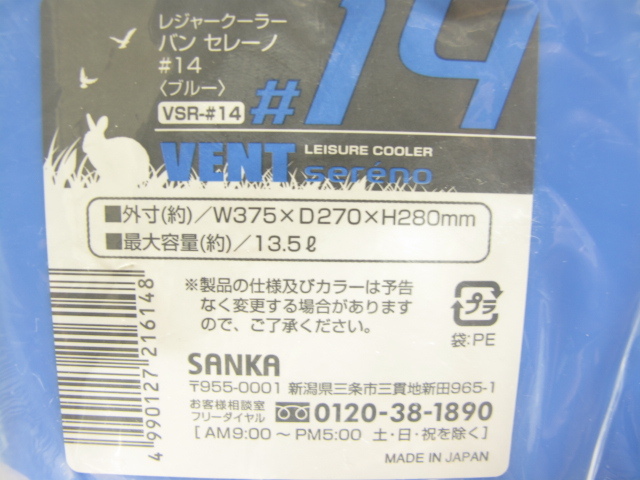 レジャークーラー
バン セレーノ
#14
〈ブルー〉
VSR-#14
#14
VENT LEISURE COOLER
seréno
■外寸(約)／W375×D270×H280mm
■最大容量(約)／13.5ℓ
※製品の仕様及びカラーは予告
なく変更する場合があります
ので、ご了承ください。
プラ
袋:PE
SANKA
〒955-0001 新潟県三条市三貫地新田965-1
お客様相談室
フリーダイヤル 0120-38-1890
[ AM9:00～PM5:00 土・日・祝を除く ]
MADE IN JAPAN
4 990127 216148